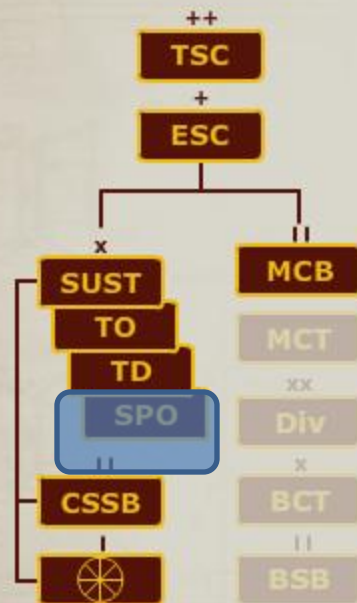 ++
TSC
+
ESC
x
SUST
TO
TD
SPO
II
CSSB
I
II
MCB
MCT
xx
Div
x
BCT
II
BSB